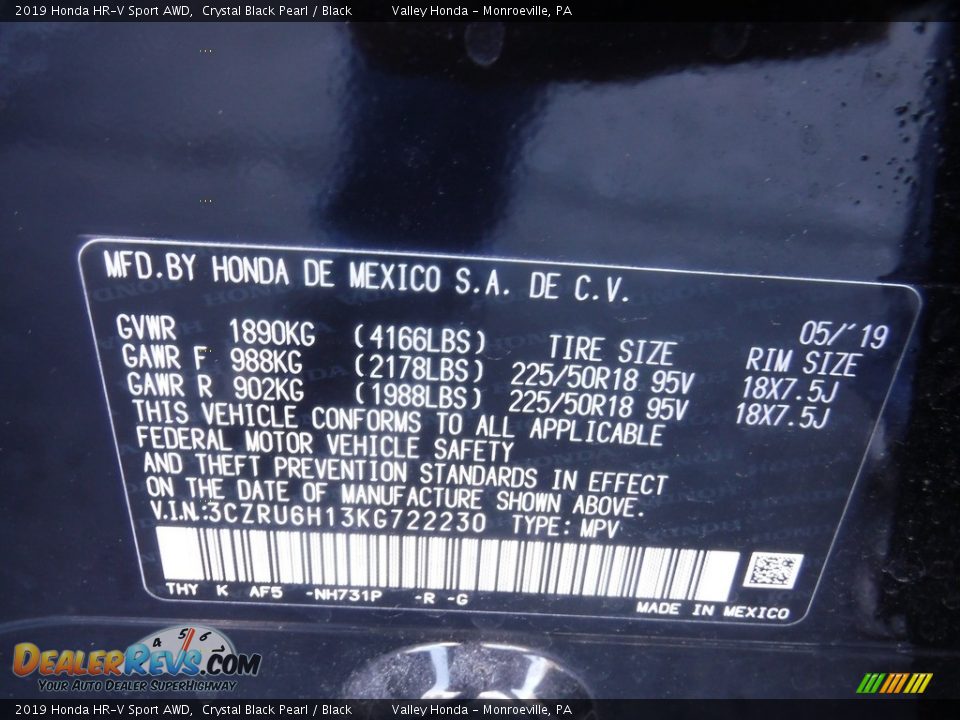 2019 Honda HR-V Sport AWD,  Crystal Black Pearl / Black  Valley Honda - Monroeville, PA
MFD.BY HONDA DE MEXICO S.A. DE C.V.
05/'19
GVWR 1890KG (4166LBS) TIRE SIZE RIM SIZE
GAWR F 988KG (2178LBS) 225/50R18 95V 18X7.5J
GAWR R 902KG (1988LBS) 225/50R18 95V 18X7.5J
THIS VEHICLE CONFORMS TO ALL APPLICABLE
FEDERAL MOTOR VEHICLE SAFETY
AND THEFT PREVENTION STANDARDS IN EFFECT
ON THE DATE OF MANUFACTURE SHOWN ABOVE.
V.I.N.:3CZRU6H13KG722230 TYPE: MPV
THY K AF5 -NH731P -R -G
MADE IN MEXICO
4 5 6
DEALERREVS.COM
YOUR AUTO DEALER SUPERHIGHWAY
2019 Honda HR-V Sport AWD,  Crystal Black Pearl / Black  Valley Honda - Monroeville, PA